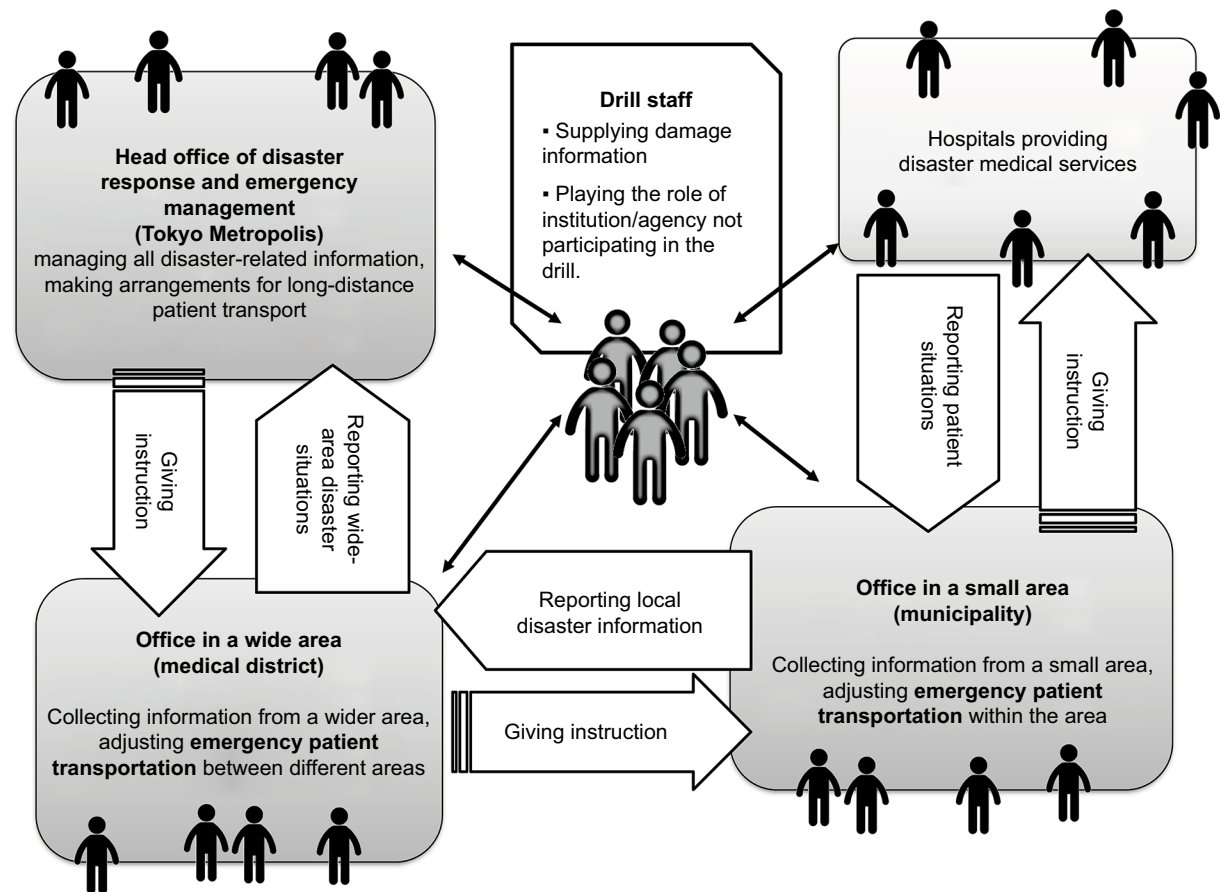 Head office of disaster
response and emergency
management
(Tokyo Metropolis)
managing all disaster-related information,
making arrangements for long-distance
patient transport
Drill staff
▪ Supplying damage
information
▪ Playing the role of
institution/agency not
participating in the
drill.
Hospitals providing
disaster medical services
Giving
instruction
Reporting wide-
area disaster
situations
Reporting patient
situations
Giving
instruction
Office in a wide area
(medical district)
Collecting information from a wider area,
adjusting emergency patient
transportation between different areas
Reporting local
disaster information
Giving instruction
Office in a small area
(municipality)
Collecting information from a small area,
adjusting emergency patient
transportation within the area